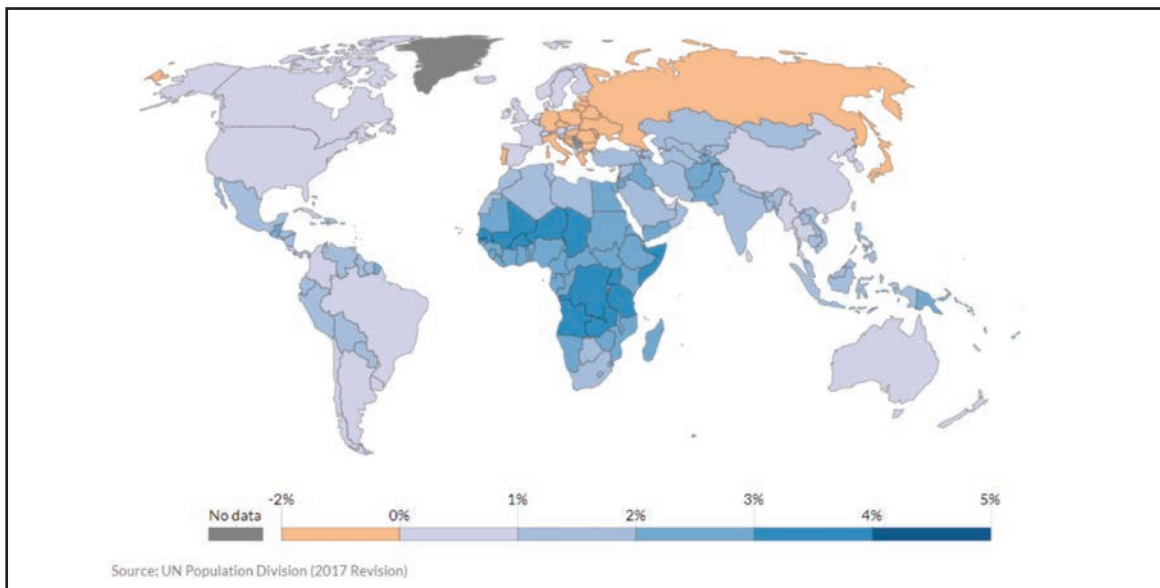 -2% 1% 3% 5%
No data 0% 2% 4%
Source: UN Population Division (2017 Revision)